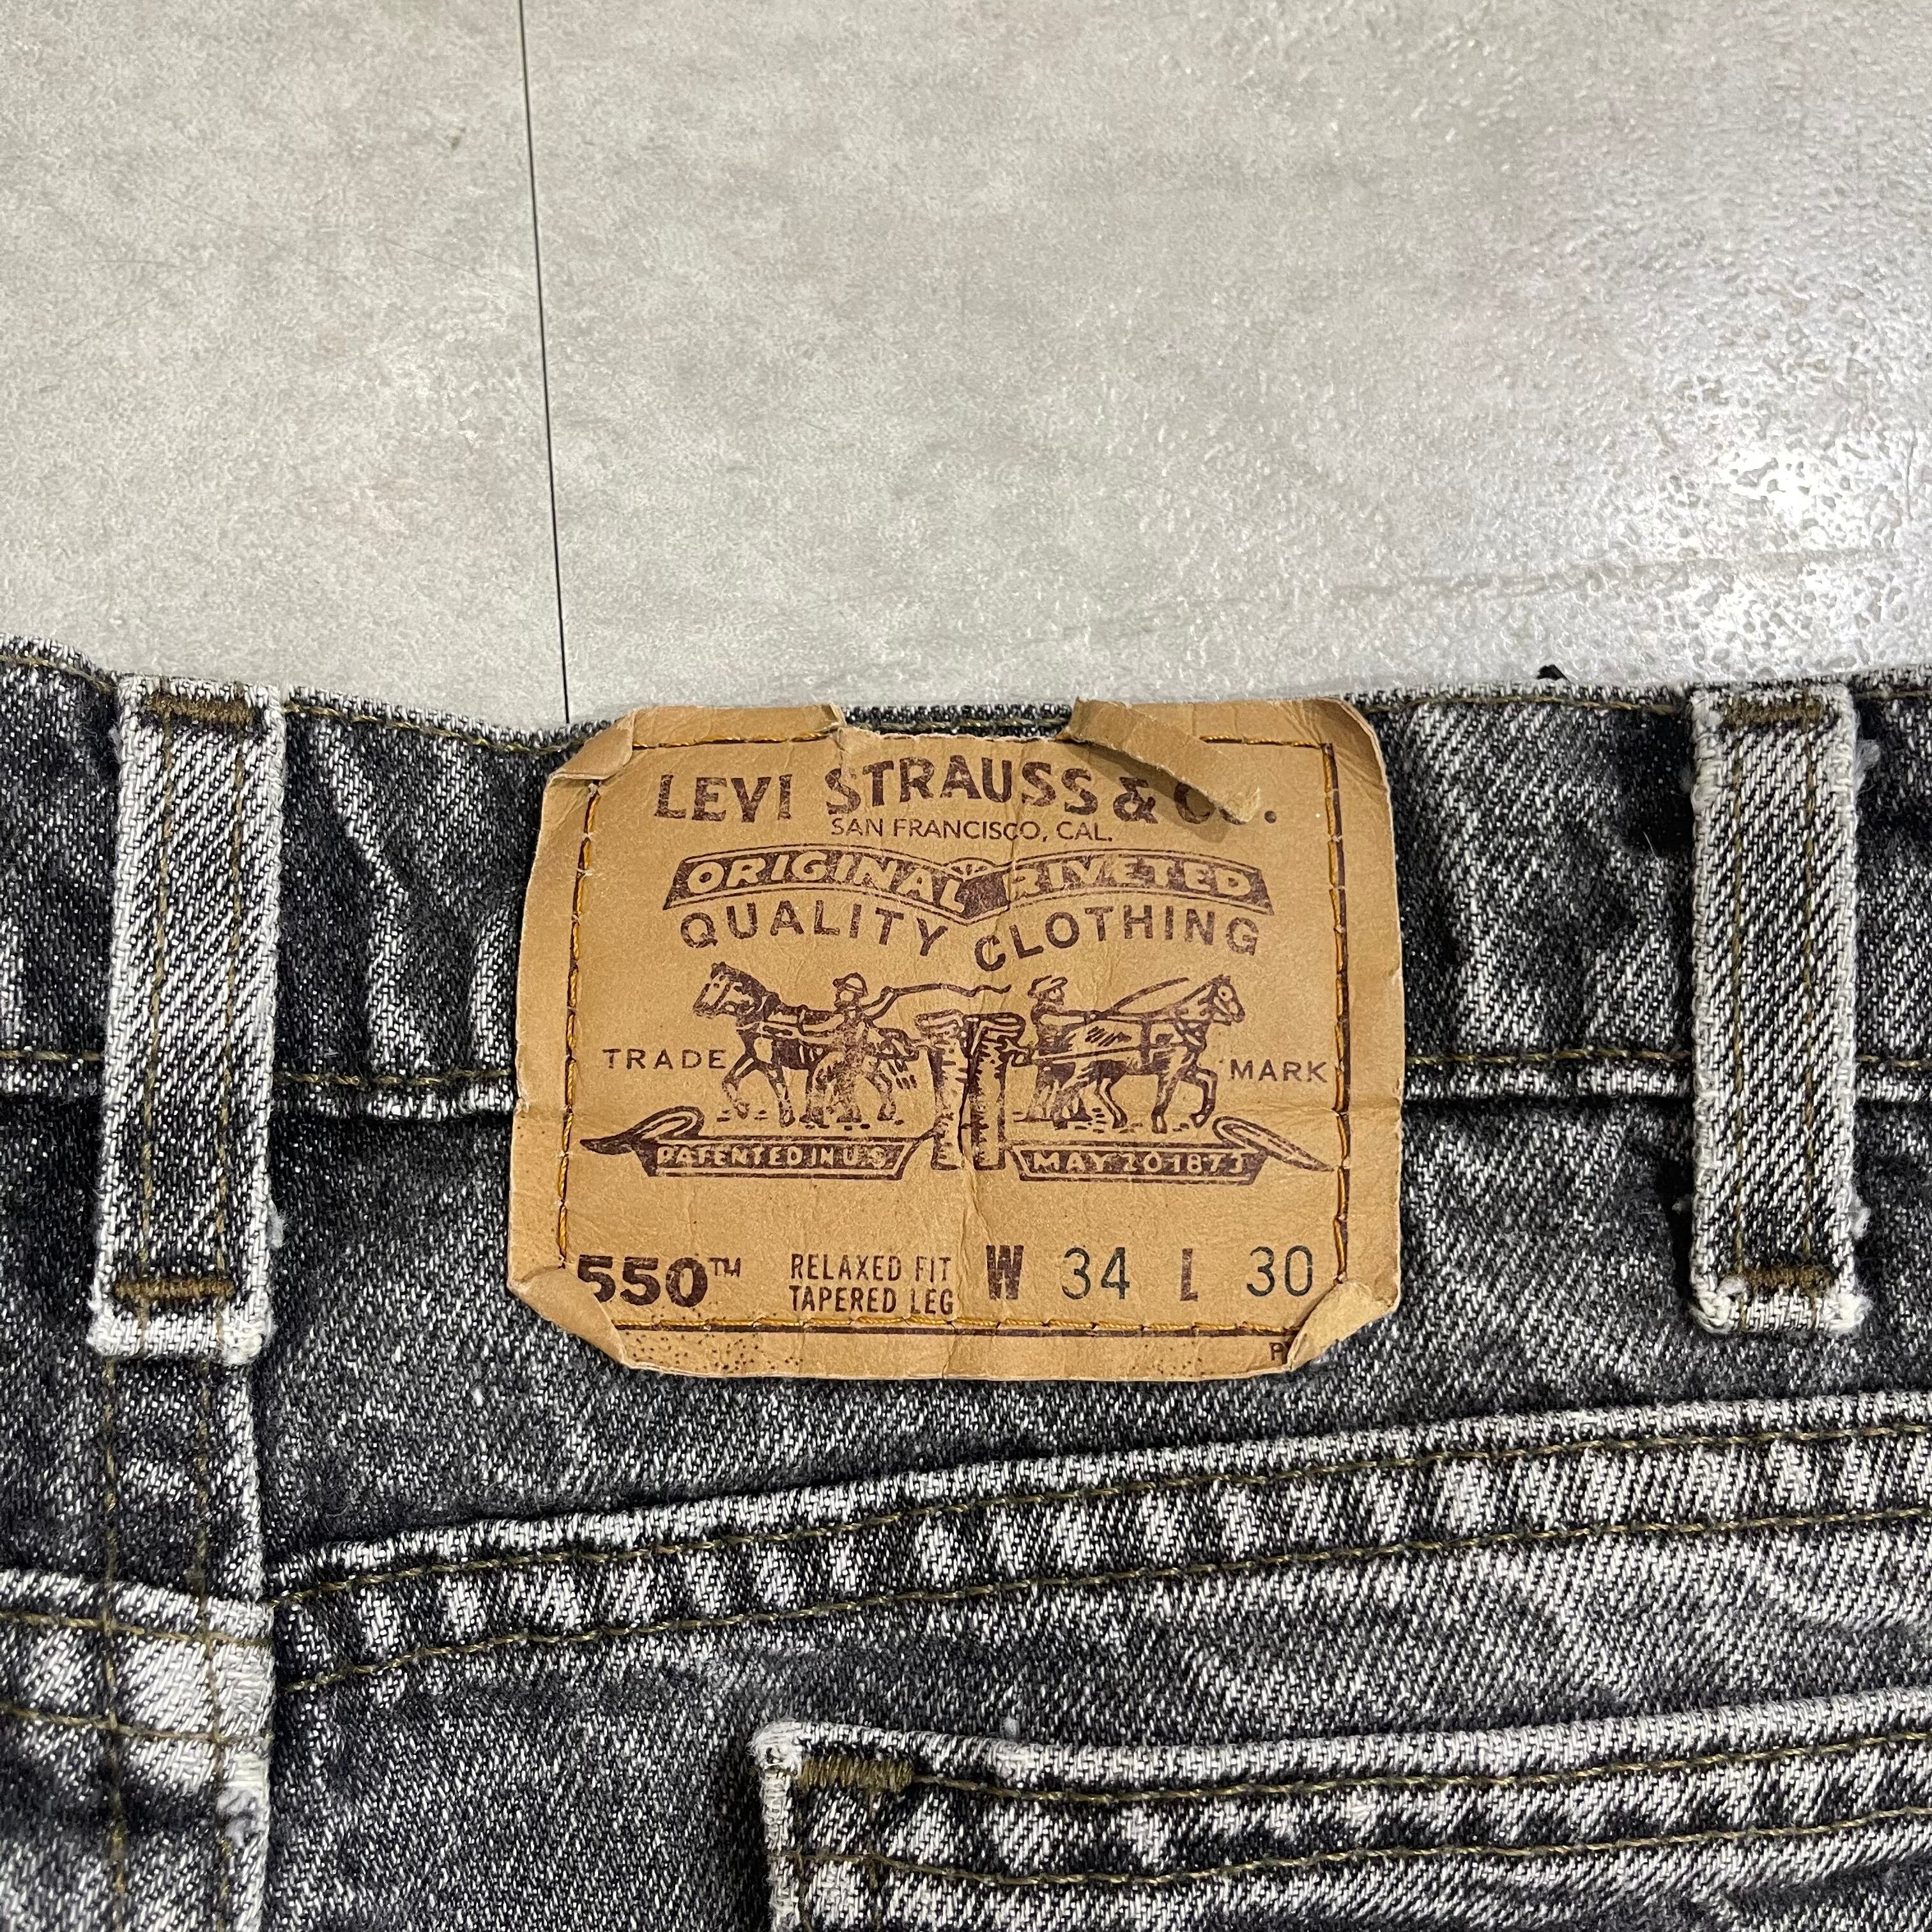 LEVI STRAUSS & CO.
SAN FRANCISCO, CAL.
ORIGINAL RIVETED
QUALITY CLOTHING
TRADE MARK
PATENTED IN U.S. MAY 20 1873
550™ RELAXED FIT W 34 L 30
TAPERED LEG